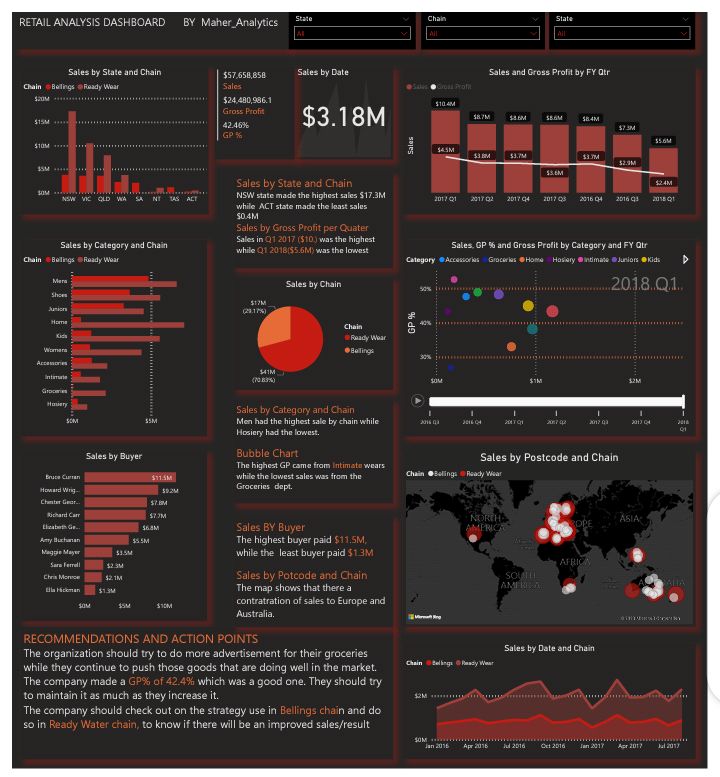 RETAIL ANALYSIS DASHBOARD BY Maher_Analytics
State
All
Chain
All
State
All
Sales by State and Chain
Chain Bellings Ready Wear
$20M
$15M
$10M
$5M
$0M
NSW VIC QLD WA SA NT TAS ACT
$57,658,858
Sales
$24,480,986.1
Gross Profit
42.46%
GP %
Sales by Date
$3.18M
Sales and Gross Profit by FY Qtr
Sales Gross Profit
Sales
$10.4M $8.7M $8.6M $8.6M $8.4M $7.3M $5.6M
$4.5M $3.8M $3.7M $3.6M $3.7M $2.9M $2.4M
2017 Q1 2017 Q2 2017 Q4 2017 Q3 2016 Q4 2016 Q3 2018 Q1
Sales by State and Chain
NSW state made the highest sales $17.3M
while ACT state made the least sales
$0.4M
Sales by Gross Profit per Quater
Sales in Q1 2017 ($10.) was the highest
while Q1 2018($5.6M) was the lowest
Sales by Category and Chain
Chain Bellings Ready Wear
Mens
Shoes
Juniors
Home
Kids
Womens
Accessories
Intimate
Groceries
Hosiery
$0M $5M
Sales by Chain
$17M
(29.17%)
$41M
(70.83%)
Chain
Ready Wear
Bellings
Sales, GP % and Gross Profit by Category and FY Qtr
Category Accessories Groceries Home Hosiery Intimate Juniors Kids
2018 Q1
GP %
50%
40%
30%
$0M $1M $2M
2016 Q3 2016 Q4 2017 Q1 2017 Q2 2017 Q3 2017 Q4 2018 Q1
Sales by Category and Chain
Men had the highest sale by chain while
Hosiery had the lowest.
Bubble Chart
The highest GP came from Intimate wears
while the lowest sales was from the
Groceries dept.
Sales by Buyer
Bruce Curran $11.5M
Howard Wrig... $9.2M
Chester Geor... $7.8M
Richard Carr $7.7M
Elizabeth Ge... $6.8M
Amy Buchanan $5.5M
Maggie Mayer $3.5M
Sara Ferrell $2.3M
Chris Monroe $2.1M
Ella Hickman $1.3M
$0M $5M $10M
Sales BY Buyer
The highest buyer paid $11.5M,
while the least buyer paid $1.3M
Sales by Potcode and Chain
The map shows that there a
contratration of sales to Europe and
Australia.
Sales by Postcode and Chain
Chain Bellings Ready Wear
NORTH
AMERICA
EUROPE
ASIA
AFRICA
SOUTH
AMERICA
AUSTRALIA
Microsoft Bing
RECOMMENDATIONS AND ACTION POINTS
The organization should try to do more advertisement for their groceries
while they continue to push those goods that are doing well in the market.
The company made a GP% of 42.4% which was a good one. They should try
to maintain it as much as they increase it.
The company should check out on the strategy use in Bellings chain and do
so in Ready Water chain, to know if there will be an improved sales/result
Sales by Date and Chain
Chain Bellings Ready Wear
$2M
$0M
Jan 2016 Apr 2016 Jul 2016 Oct 2016 Jan 2017 Apr 2017 Jul 2017